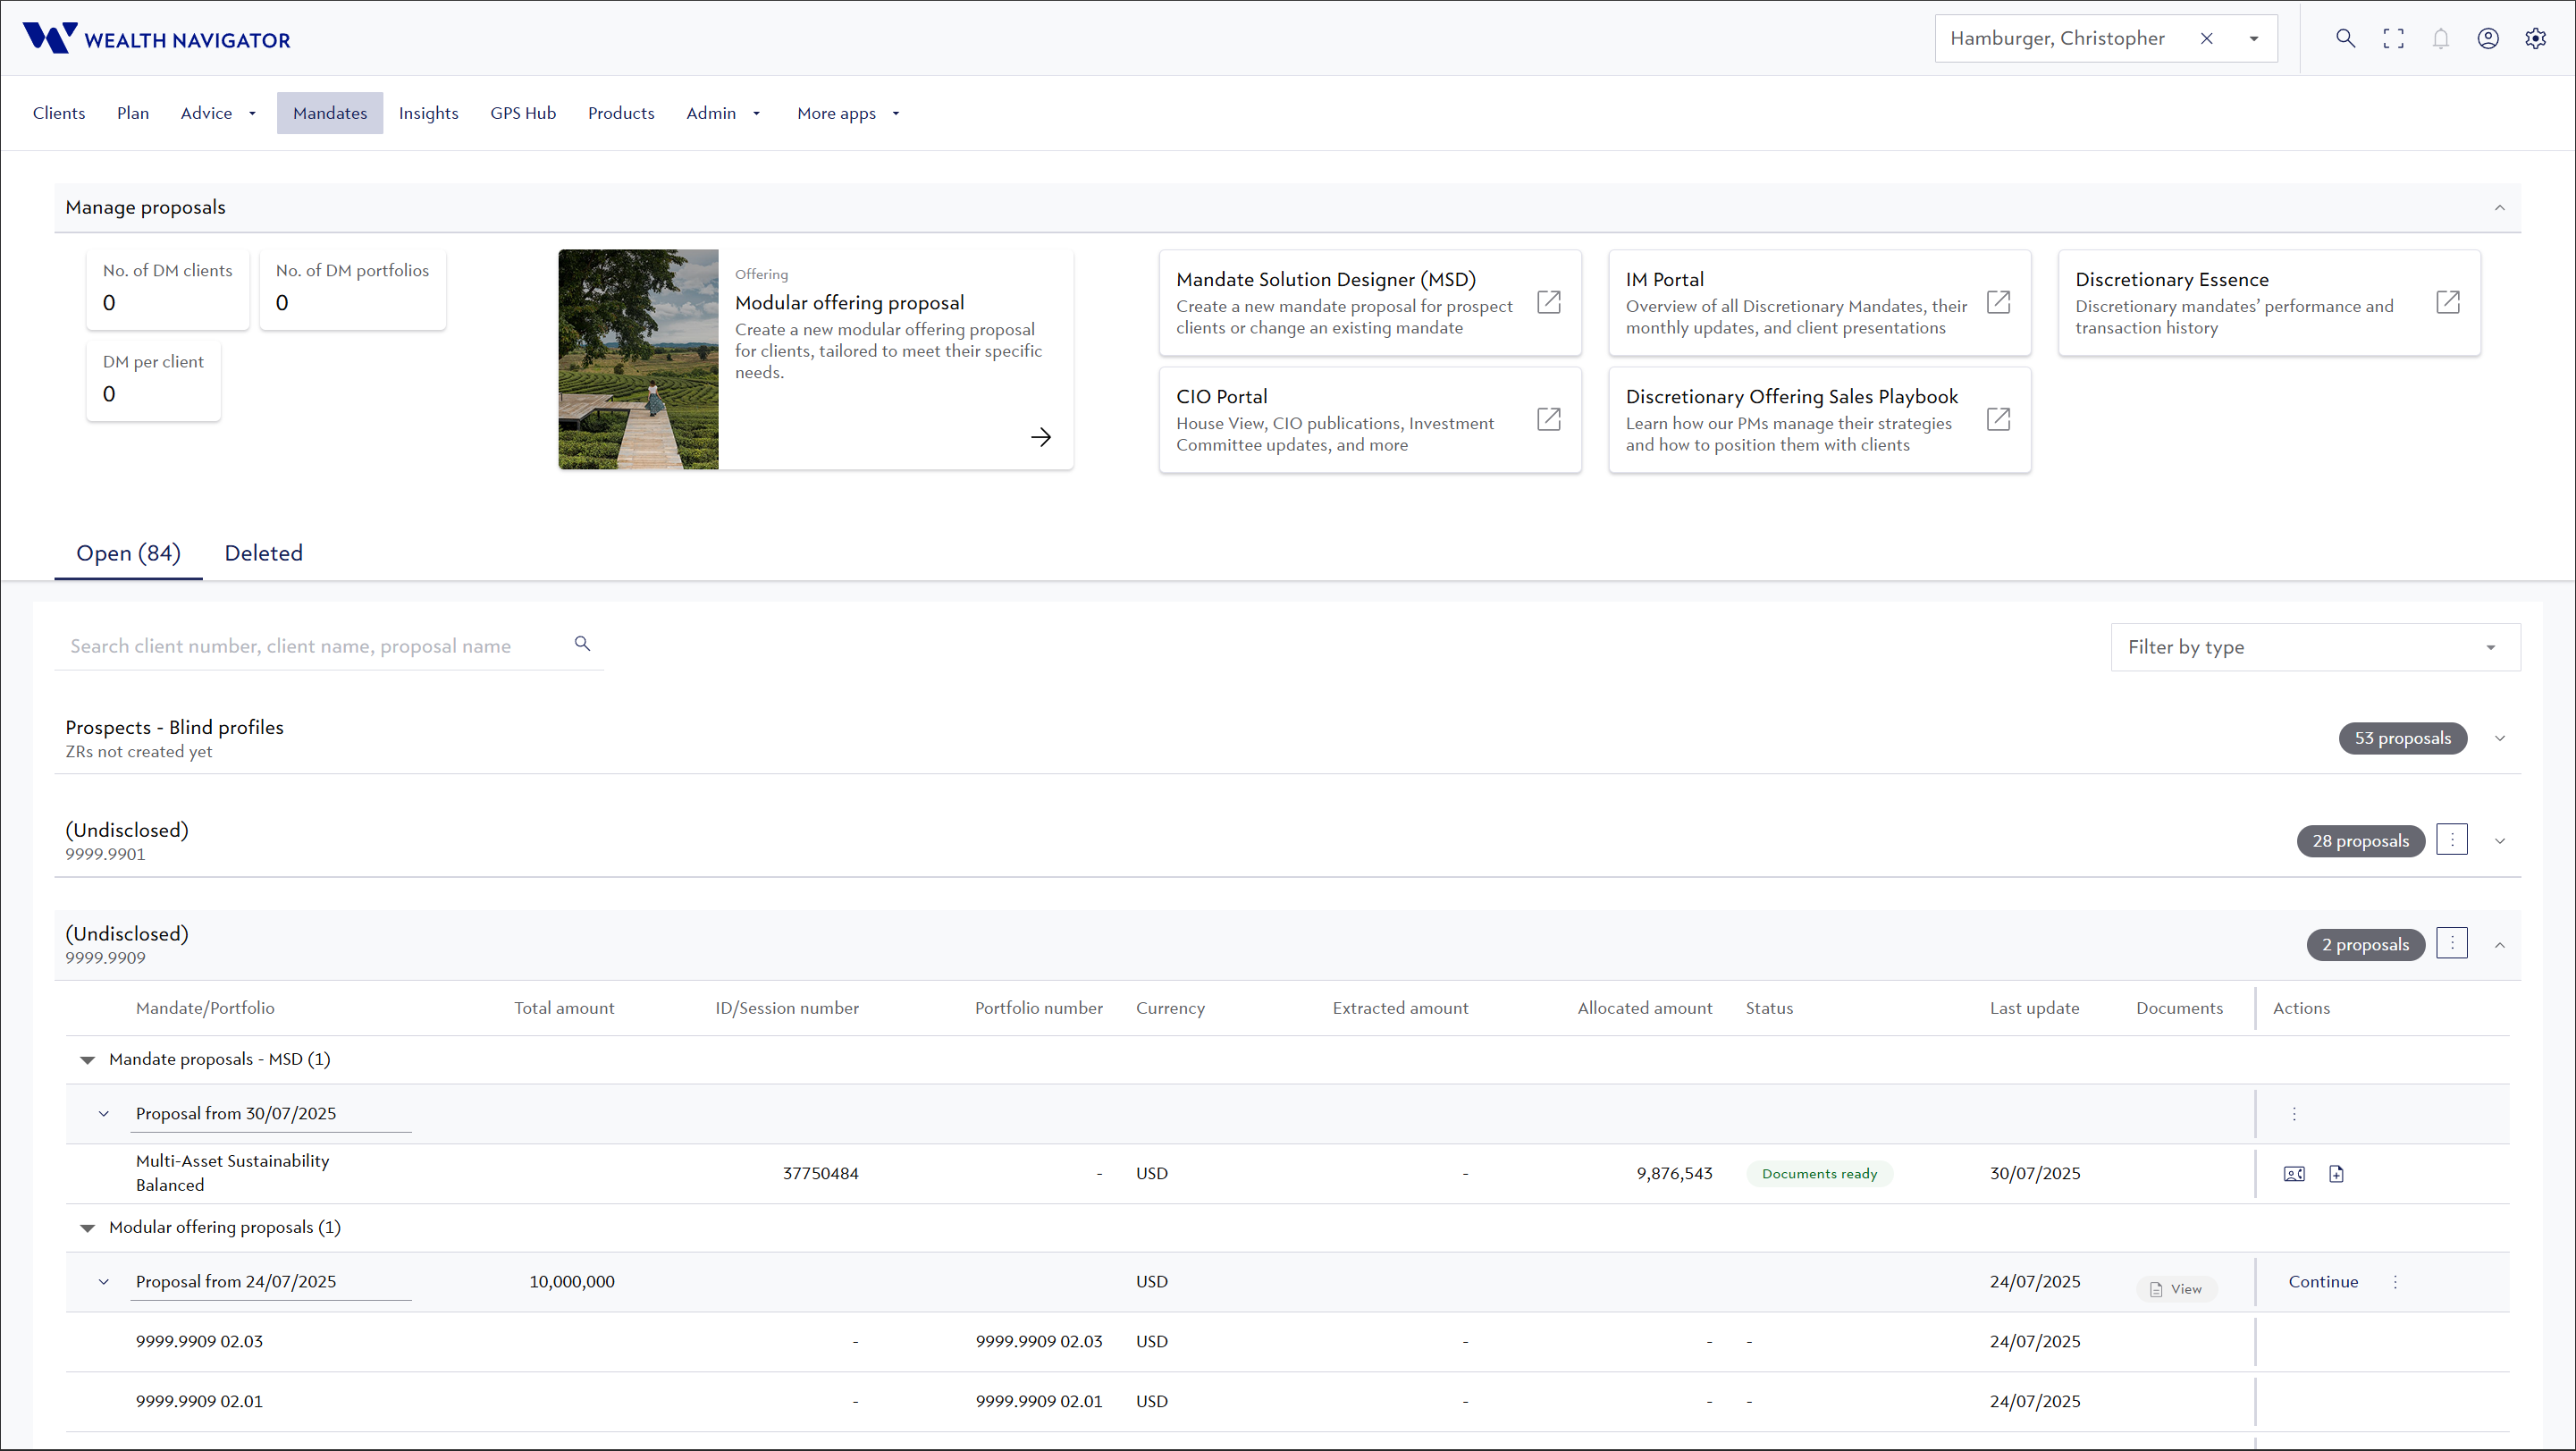 WEALTH NAVIGATOR
Hamburger, Christopher
Clients Plan Advice Mandates Insights GPS Hub Products Admin More apps
Manage proposals
No. of DM clients
0
No. of DM portfolios
0
DM per client
0
Offering
Modular offering proposal
Create a new modular offering proposal
for clients, tailored to meet their specific
needs.
Mandate Solution Designer (MSD)
Create a new mandate proposal for prospect
clients or change an existing mandate
IM Portal
Overview of all Discretionary Mandates, their
monthly updates, and client presentations
Discretionary Essence
Discretionary mandates’ performance and
transaction history
CIO Portal
House View, CIO publications, Investment
Committee updates, and more
Discretionary Offering Sales Playbook
Learn how our PMs manage their strategies
and how to position them with clients
Open (84) Deleted
Search client number, client name, proposal name
Filter by type
Prospects - Blind profiles
ZRs not created yet
53 proposals
(Undisclosed)
9999.9901
28 proposals
(Undisclosed)
9999.9909
2 proposals
Mandate/Portfolio Total amount ID/Session number Portfolio number Currency Extracted amount Allocated amount Status Last update Documents Actions
Mandate proposals - MSD (1)
Proposal from 30/07/2025
Multi-Asset Sustainability
Balanced
37750484 - USD - 9,876,543 Documents ready 30/07/2025
Modular offering proposals (1)
Proposal from 24/07/2025 10,000,000 USD 24/07/2025 View Continue
9999.9909 02.03 - 9999.9909 02.03 USD - - - 24/07/2025
9999.9909 02.01 - 9999.9909 02.01 USD - - - 24/07/2025